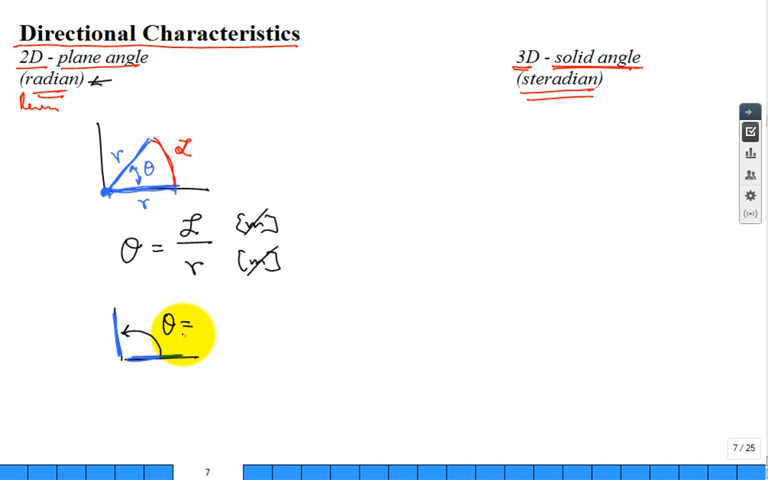 Directional Characteristics
2D - plane angle
(radian) ←
3D - solid angle
(steradian)
r θ L
r
θ = L / r [m] [m]
θ =
7 / 25
7